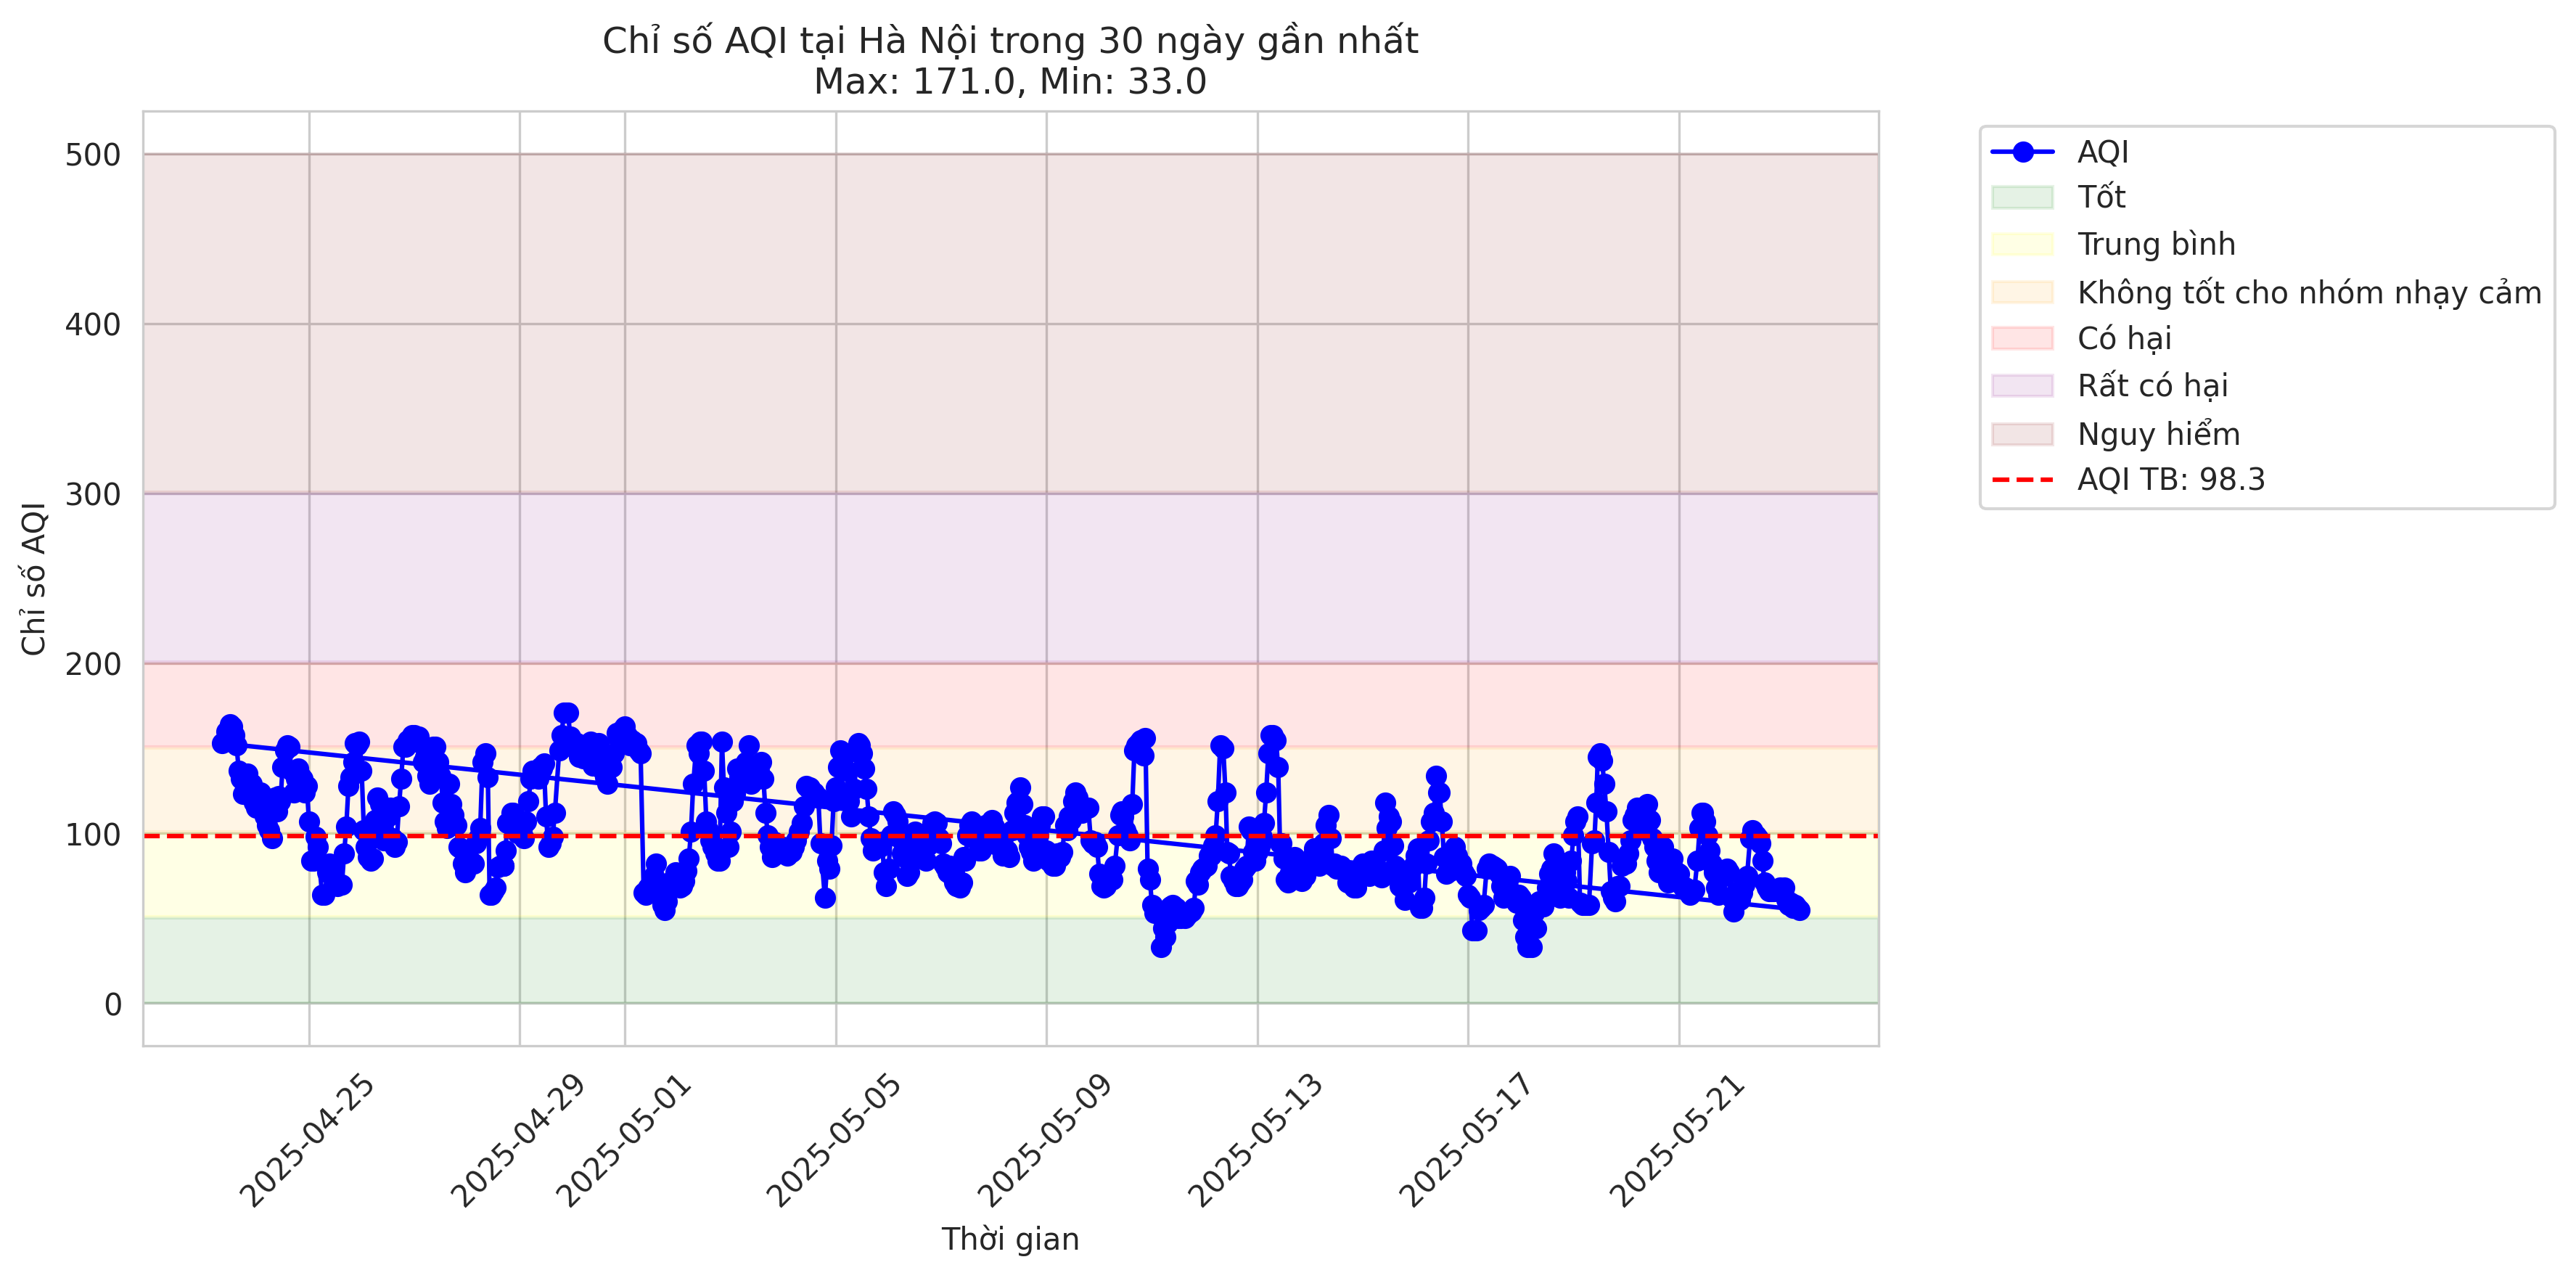 Chỉ số AQI tại Hà Nội trong 30 ngày gần nhất
Max: 171.0, Min: 33.0
Chỉ số AQI
500
400
300
200
100
0
2025-04-25
2025-04-29
2025-05-01
2025-05-05
2025-05-09
2025-05-13
2025-05-17
2025-05-21
Thời gian
AQI
Tốt
Trung bình
Không tốt cho nhóm nhạy cảm
Có hại
Rất có hại
Nguy hiểm
AQI TB: 98.3